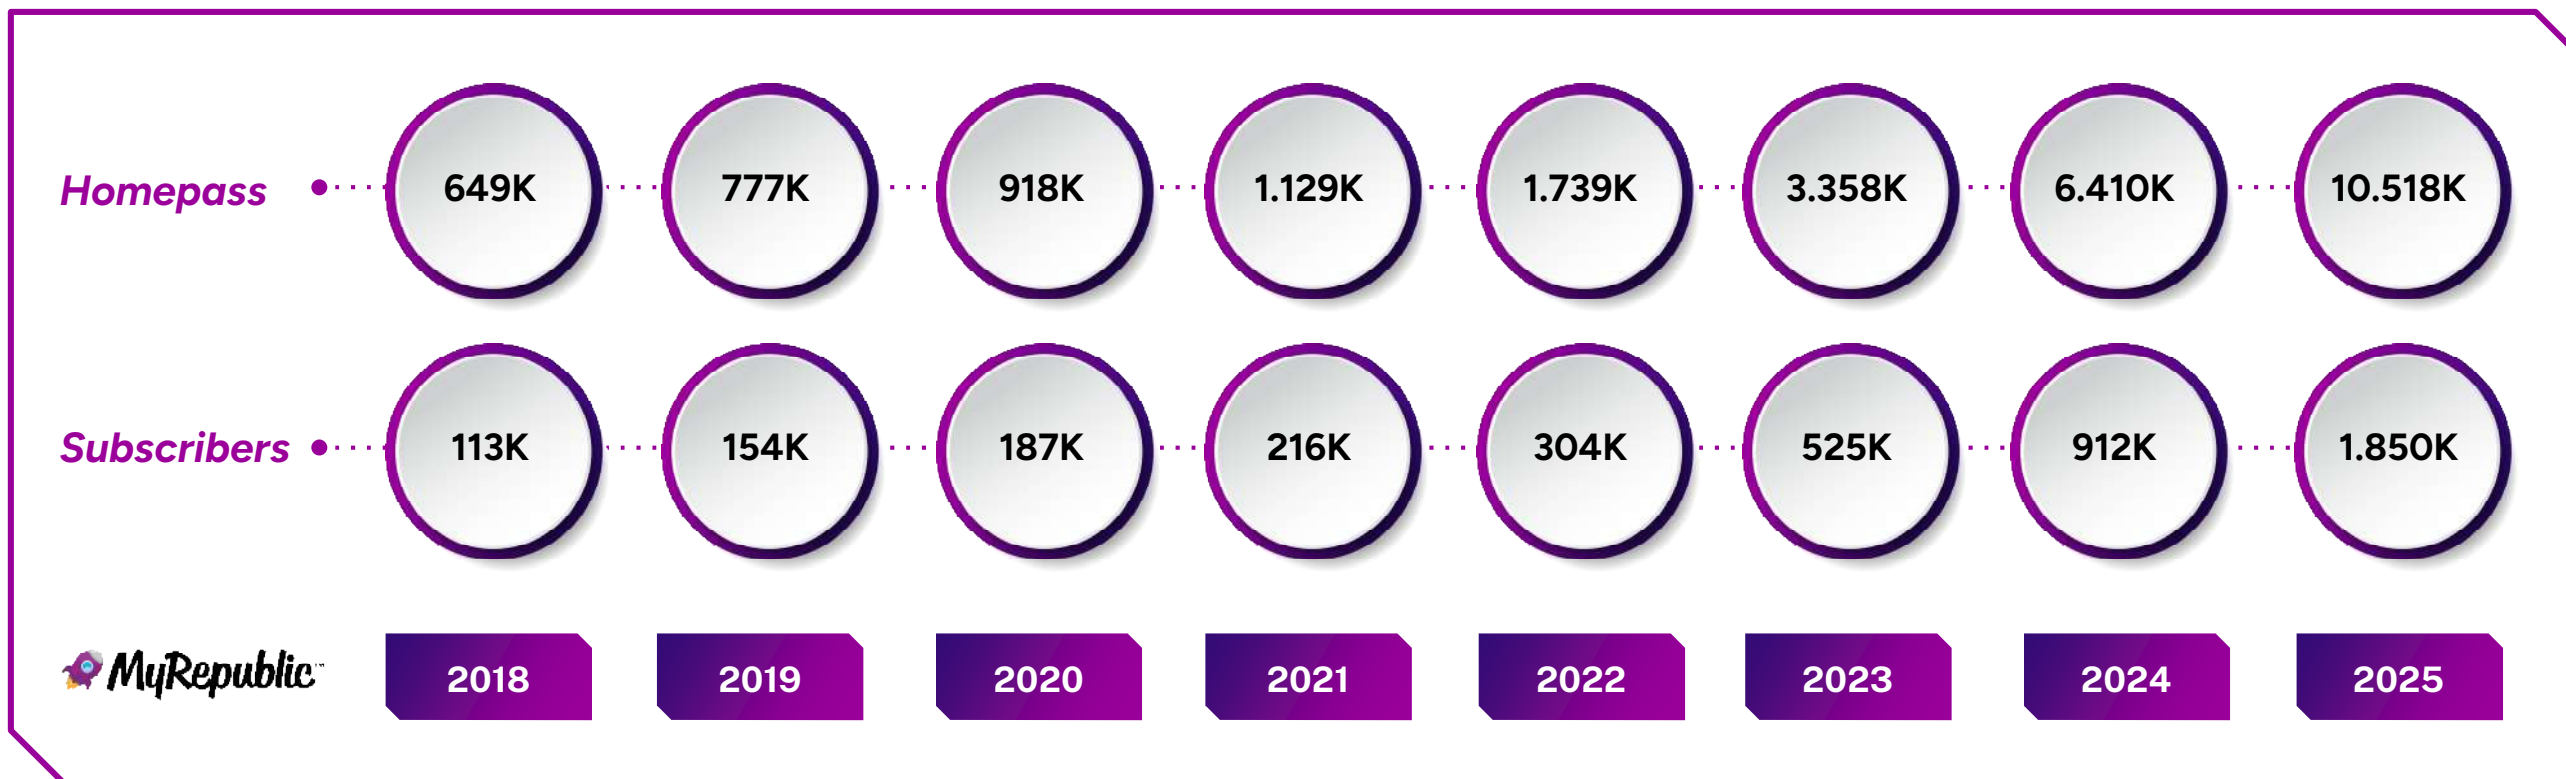 Homepass 649K 777K 918K 1.129K 1.739K 3.358K 6.410K 10.518K
Subscribers 113K 154K 187K 216K 304K 525K 912K 1.850K
MyRepublic™ 2018 2019 2020 2021 2022 2023 2024 2025